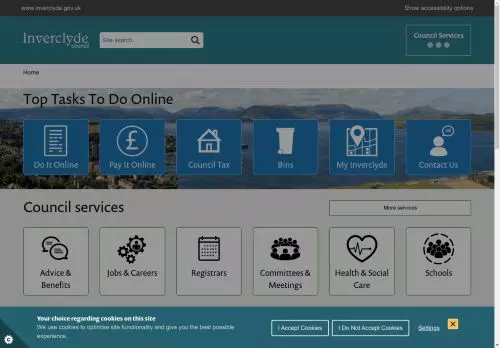 www.inverclyde.gov.uk
Show accessibility options
Inverclyde
council
Site search
Council Services
Home
Top Tasks To Do Online
Do It Online
Pay It Online
Council Tax
Bins
My Inverclyde
Contact Us
Council services
More services
Advice &
Benefits
Jobs & Careers
Registrars
Committees &
Meetings
Health & Social
Care
Schools
Your choice regarding cookies on this site
We use cookies to optimise site functionality and give you the best possible
experience.
I Accept Cookies
I Do Not Accept Cookies
Settings